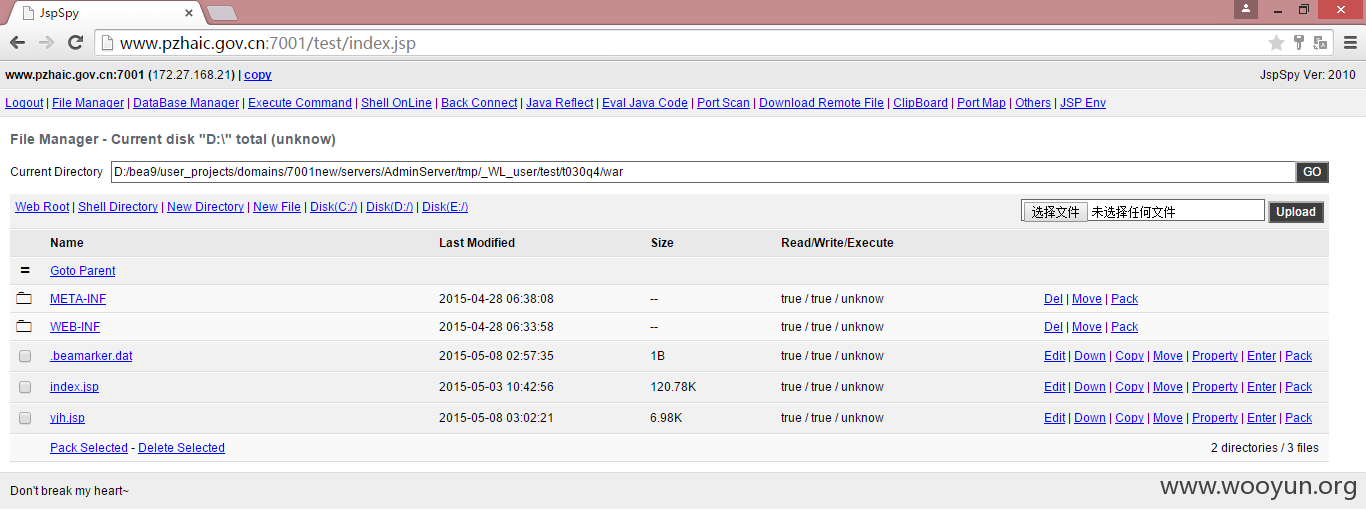 JspSpy
www.pzhaic.gov.cn:7001/test/index.jsp
www.pzhaic.gov.cn:7001 (172.27.168.21) | copy JspSpy Ver: 2010
Logout | File Manager | DataBase Manager | Execute Command | Shell OnLine | Back Connect | Java Reflect | Eval Java Code | Port Scan | Download Remote File | ClipBoard | Port Map | Others | JSP Env
File Manager - Current disk "D:\" total (unknow)
Current Directory D:/bea9/user_projects/domains/7001new/servers/AdminServer/tmp/_WL_user/test/t030q4/war GO
Web Root | Shell Directory | New Directory | New File | Disk(C:/) | Disk(D:/) | Disk(E:/) 选择文件 未选择任何文件 Upload
Name Last Modified Size Read/Write/Execute
= Goto Parent
META-INF 2015-04-28 06:38:08 -- true / true / unknow Del | Move | Pack
WEB-INF 2015-04-28 06:33:58 -- true / true / unknow Del | Move | Pack
.beamarker.dat 2015-05-08 02:57:35 1B true / true / unknow Edit | Down | Copy | Move | Property | Enter | Pack
index.jsp 2015-05-03 10:42:56 120.78K true / true / unknow Edit | Down | Copy | Move | Property | Enter | Pack
yjh.jsp 2015-05-08 03:02:21 6.98K true / true / unknow Edit | Down | Copy | Move | Property | Enter | Pack
Pack Selected - Delete Selected 2 directories / 3 files
Don't break my heart~
www.wooyun.org